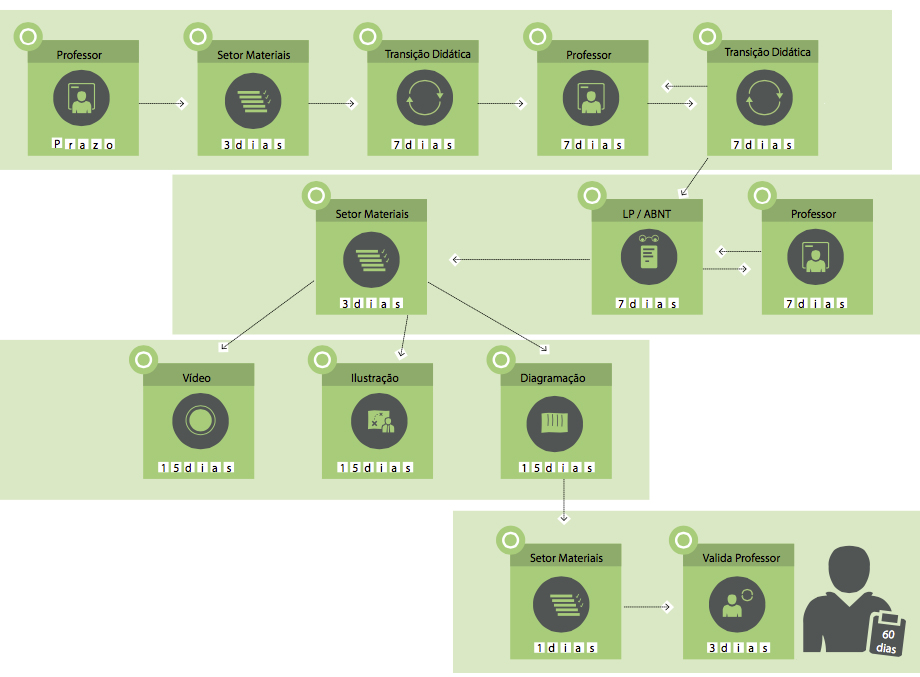 Professor
Prazo
Setor Materiais
3dias
Transição Didática
7dias
Professor
7dias
Transição Didática
7dias
Setor Materiais
3dias
LP / ABNT
7dias
Professor
7dias
Vídeo
15dias
Ilustração
15dias
Diagramação
15dias
Setor Materiais
1dias
Valida Professor
3dias
60
dias